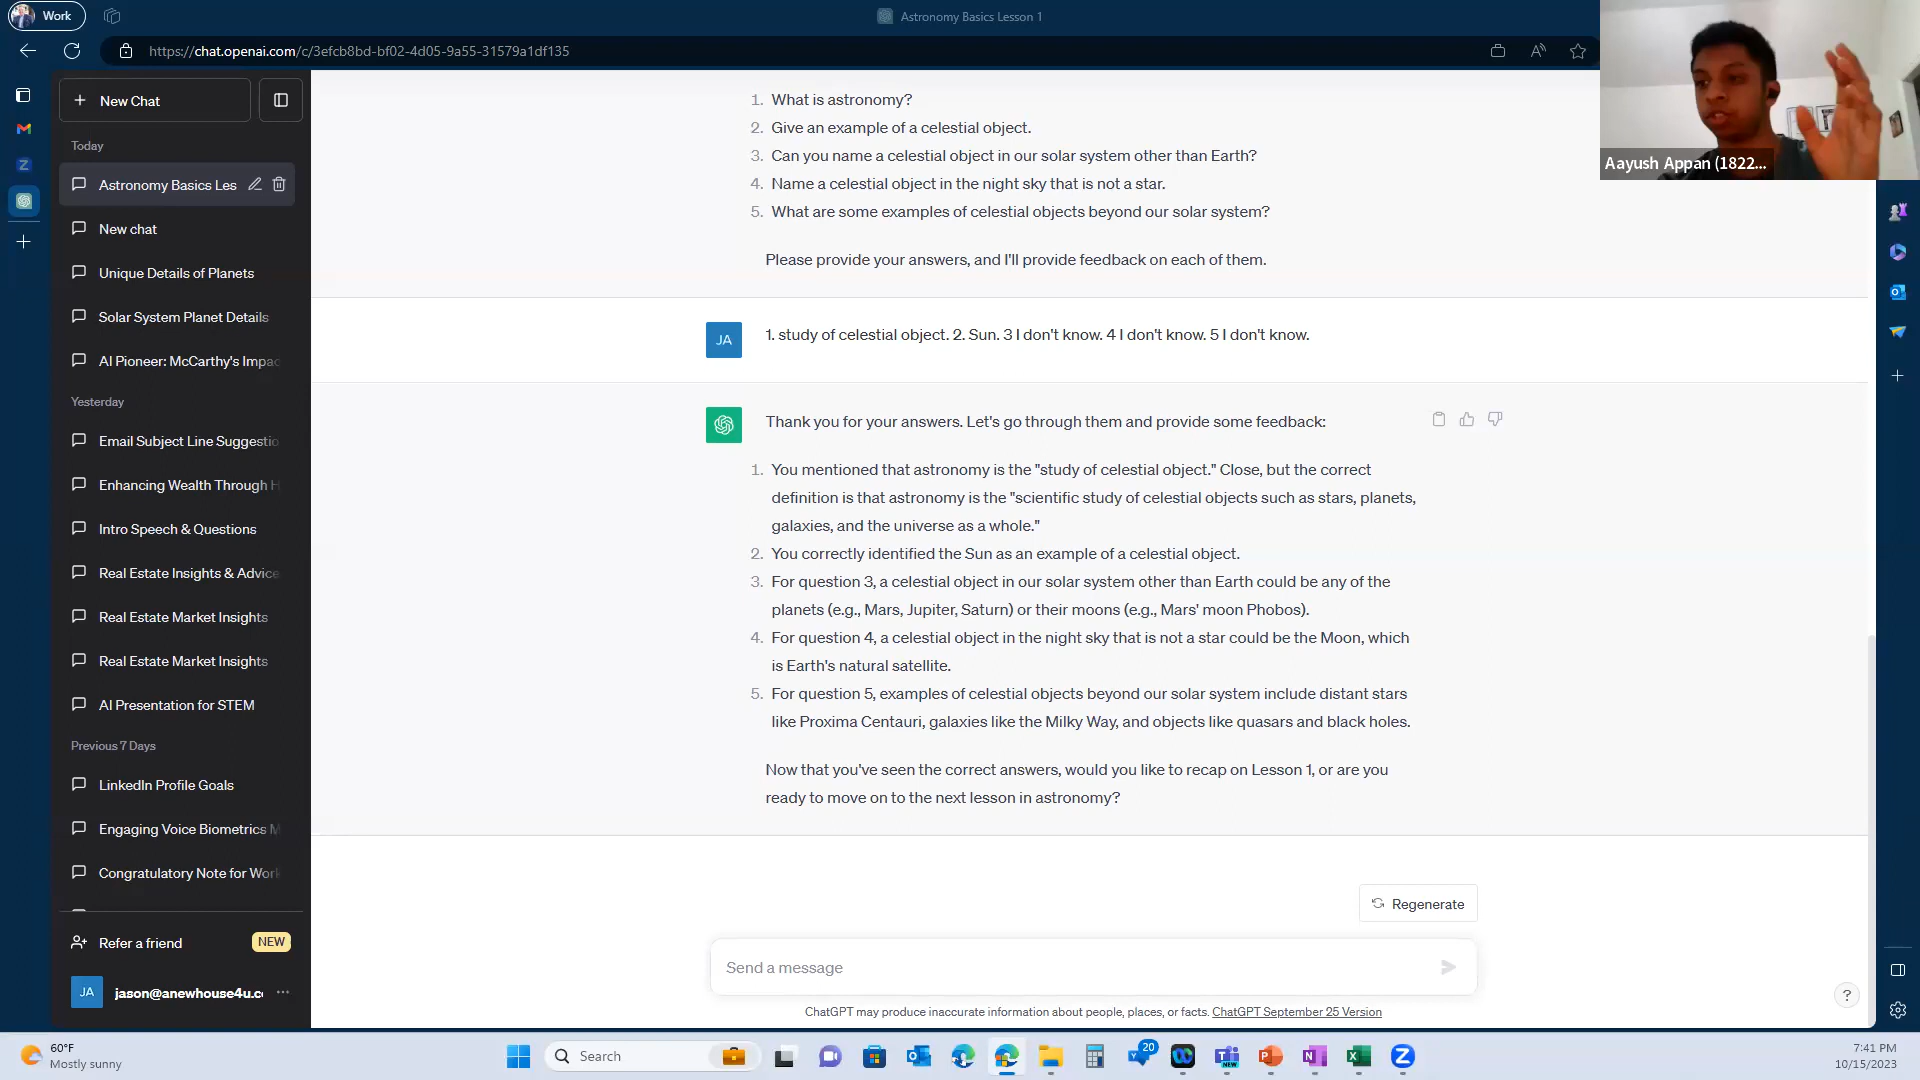 Work
Astronomy Basics Lesson 1
https://chat.openai.com/c/3efcb8bd-bf02-4d05-9a55-31579a1df135
New Chat
Today
Astronomy Basics Les
New chat
Unique Details of Planets
Solar System Planet Details
AI Pioneer: McCarthy's Impac
Yesterday
Email Subject Line Suggestio
Enhancing Wealth Through H
Intro Speech & Questions
Real Estate Insights & Advice
Real Estate Market Insights
Real Estate Market Insights
AI Presentation for STEM
Previous 7 Days
LinkedIn Profile Goals
Engaging Voice Biometrics M
Congratulatory Note for Work
Refer a friend
NEW
JA
jason@anewhouse4u.co
1. What is astronomy?
2. Give an example of a celestial object.
3. Can you name a celestial object in our solar system other than Earth?
4. Name a celestial object in the night sky that is not a star.
5. What are some examples of celestial objects beyond our solar system?
Please provide your answers, and I'll provide feedback on each of them.
JA
1. study of celestial object. 2. Sun. 3 I don't know. 4 I don't know. 5 I don't know.
Thank you for your answers. Let's go through them and provide some feedback:
1. You mentioned that astronomy is the "study of celestial object." Close, but the correct
definition is that astronomy is the "scientific study of celestial objects such as stars, planets,
galaxies, and the universe as a whole."
2. You correctly identified the Sun as an example of a celestial object.
3. For question 3, a celestial object in our solar system other than Earth could be any of the
planets (e.g., Mars, Jupiter, Saturn) or their moons (e.g., Mars' moon Phobos).
4. For question 4, a celestial object in the night sky that is not a star could be the Moon, which
is Earth's natural satellite.
5. For question 5, examples of celestial objects beyond our solar system include distant stars
like Proxima Centauri, galaxies like the Milky Way, and objects like quasars and black holes.
Now that you've seen the correct answers, would you like to recap on Lesson 1, or are you
ready to move on to the next lesson in astronomy?
Regenerate
Send a message
ChatGPT may produce inaccurate information about people, places, or facts. ChatGPT September 25 Version
?
Aayush Appan (1822...
60°F
Mostly sunny
Search
20
NEW
7:41 PM
10/15/2023